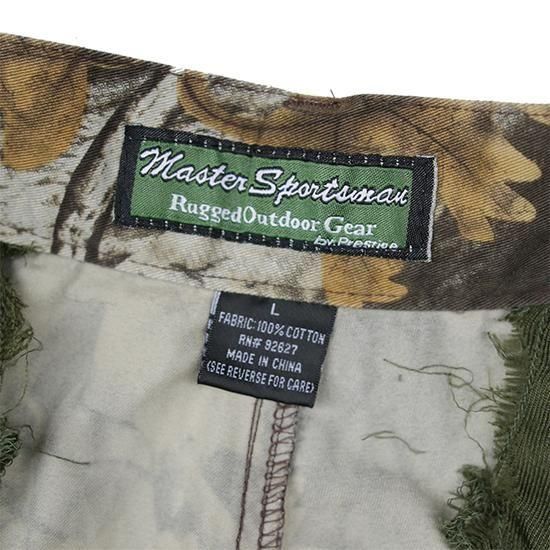 Master Sportsman
RuggedOutdoor Gear
by Prestige
L
FABRIC: 100% COTTON
RN# 92627
MADE IN CHINA
(SEE REVERSE FOR CARE)